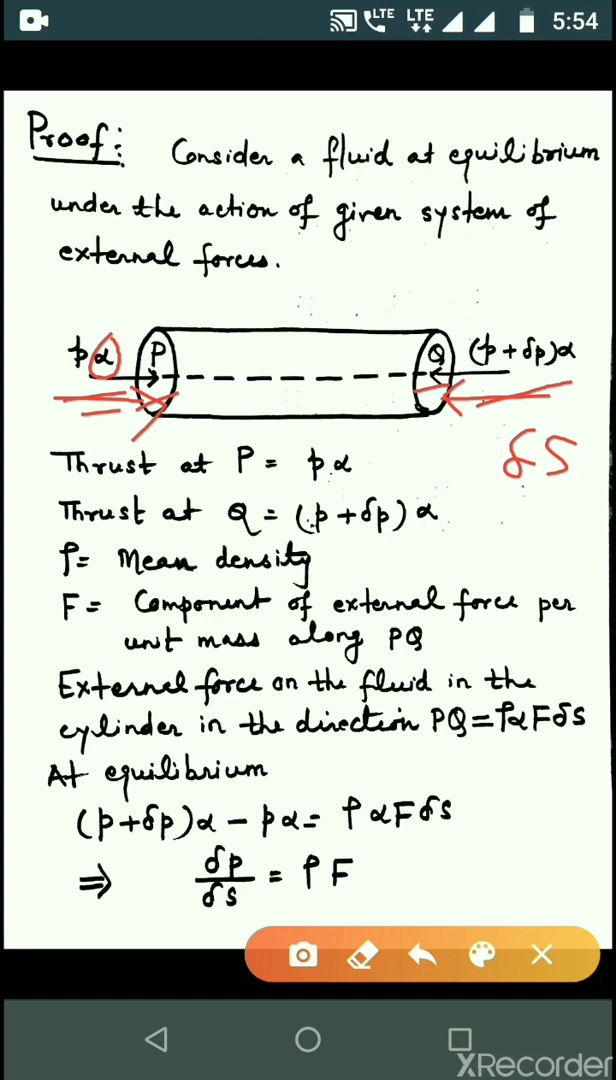 LTE LTE 5:54
Proof: Consider a fluid at equilibrium
under the action of given system of
external forces.
pα P Q (p+δp)α
δS
Thrust at P = pα
Thrust at Q = (p+δp)α
ρ= Mean density
F= Component of external force per
unit mass along PQ
External force on the fluid in the
cylinder in the direction PQ=ραFδs
At equilibrium
(p+δp)α – pα= ραFδs
⇒ δp/δs = ρF
XRecorder